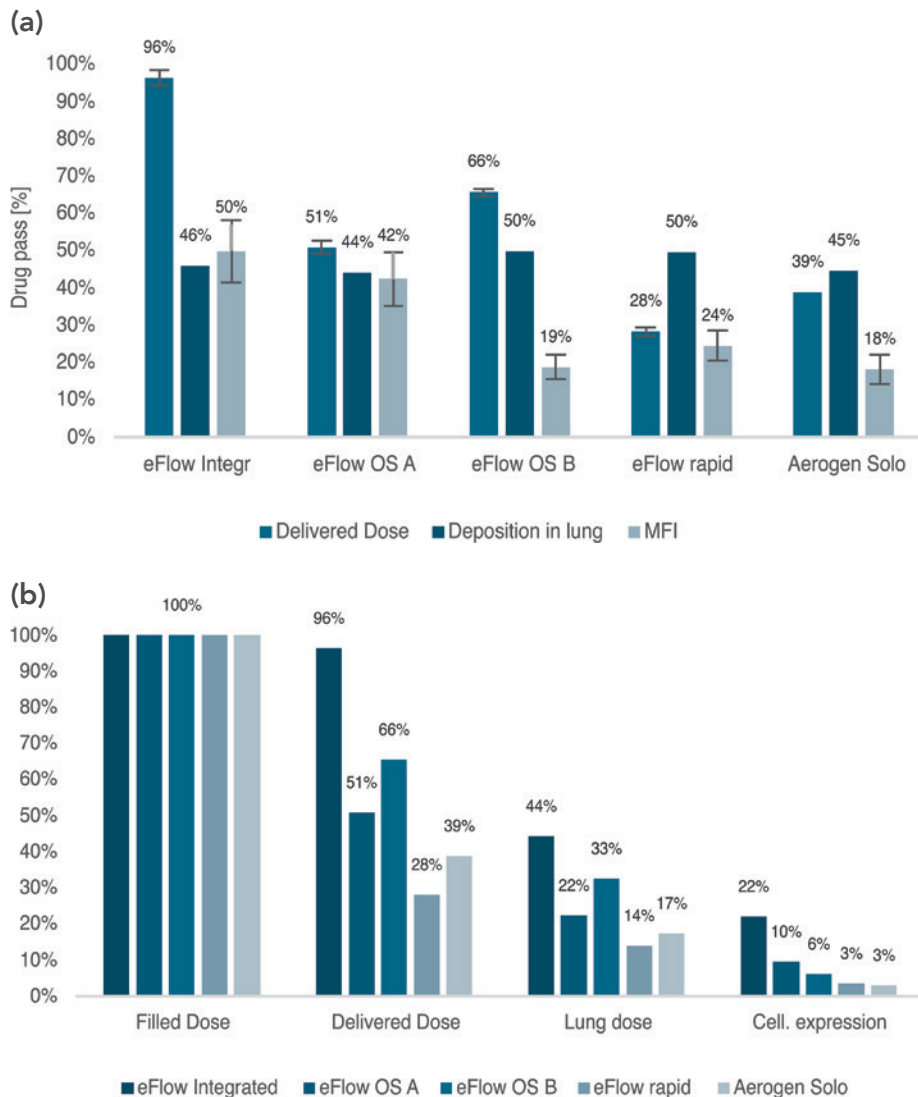 (a)
Drug pass [%]
100%
90%
80%
70%
60%
50%
40%
30%
20%
10%
0%
96%
46%
50%
51%
44%
42%
66%
50%
19%
28%
50%
24%
39%
45%
18%
eFlow Integr
eFlow OS A
eFlow OS B
eFlow rapid
Aerogen Solo
Delivered Dose
Deposition in lung
MFI
(b)
100%
90%
80%
70%
60%
50%
40%
30%
20%
10%
0%
100%
96%
51%
66%
28%
39%
44%
22%
33%
14%
17%
22%
10%
6%
3%
3%
Filled Dose
Delivered Dose
Lung dose
Cell. expression
eFlow Integrated
eFlow OS A
eFlow OS B
eFlow rapid
Aerogen Solo